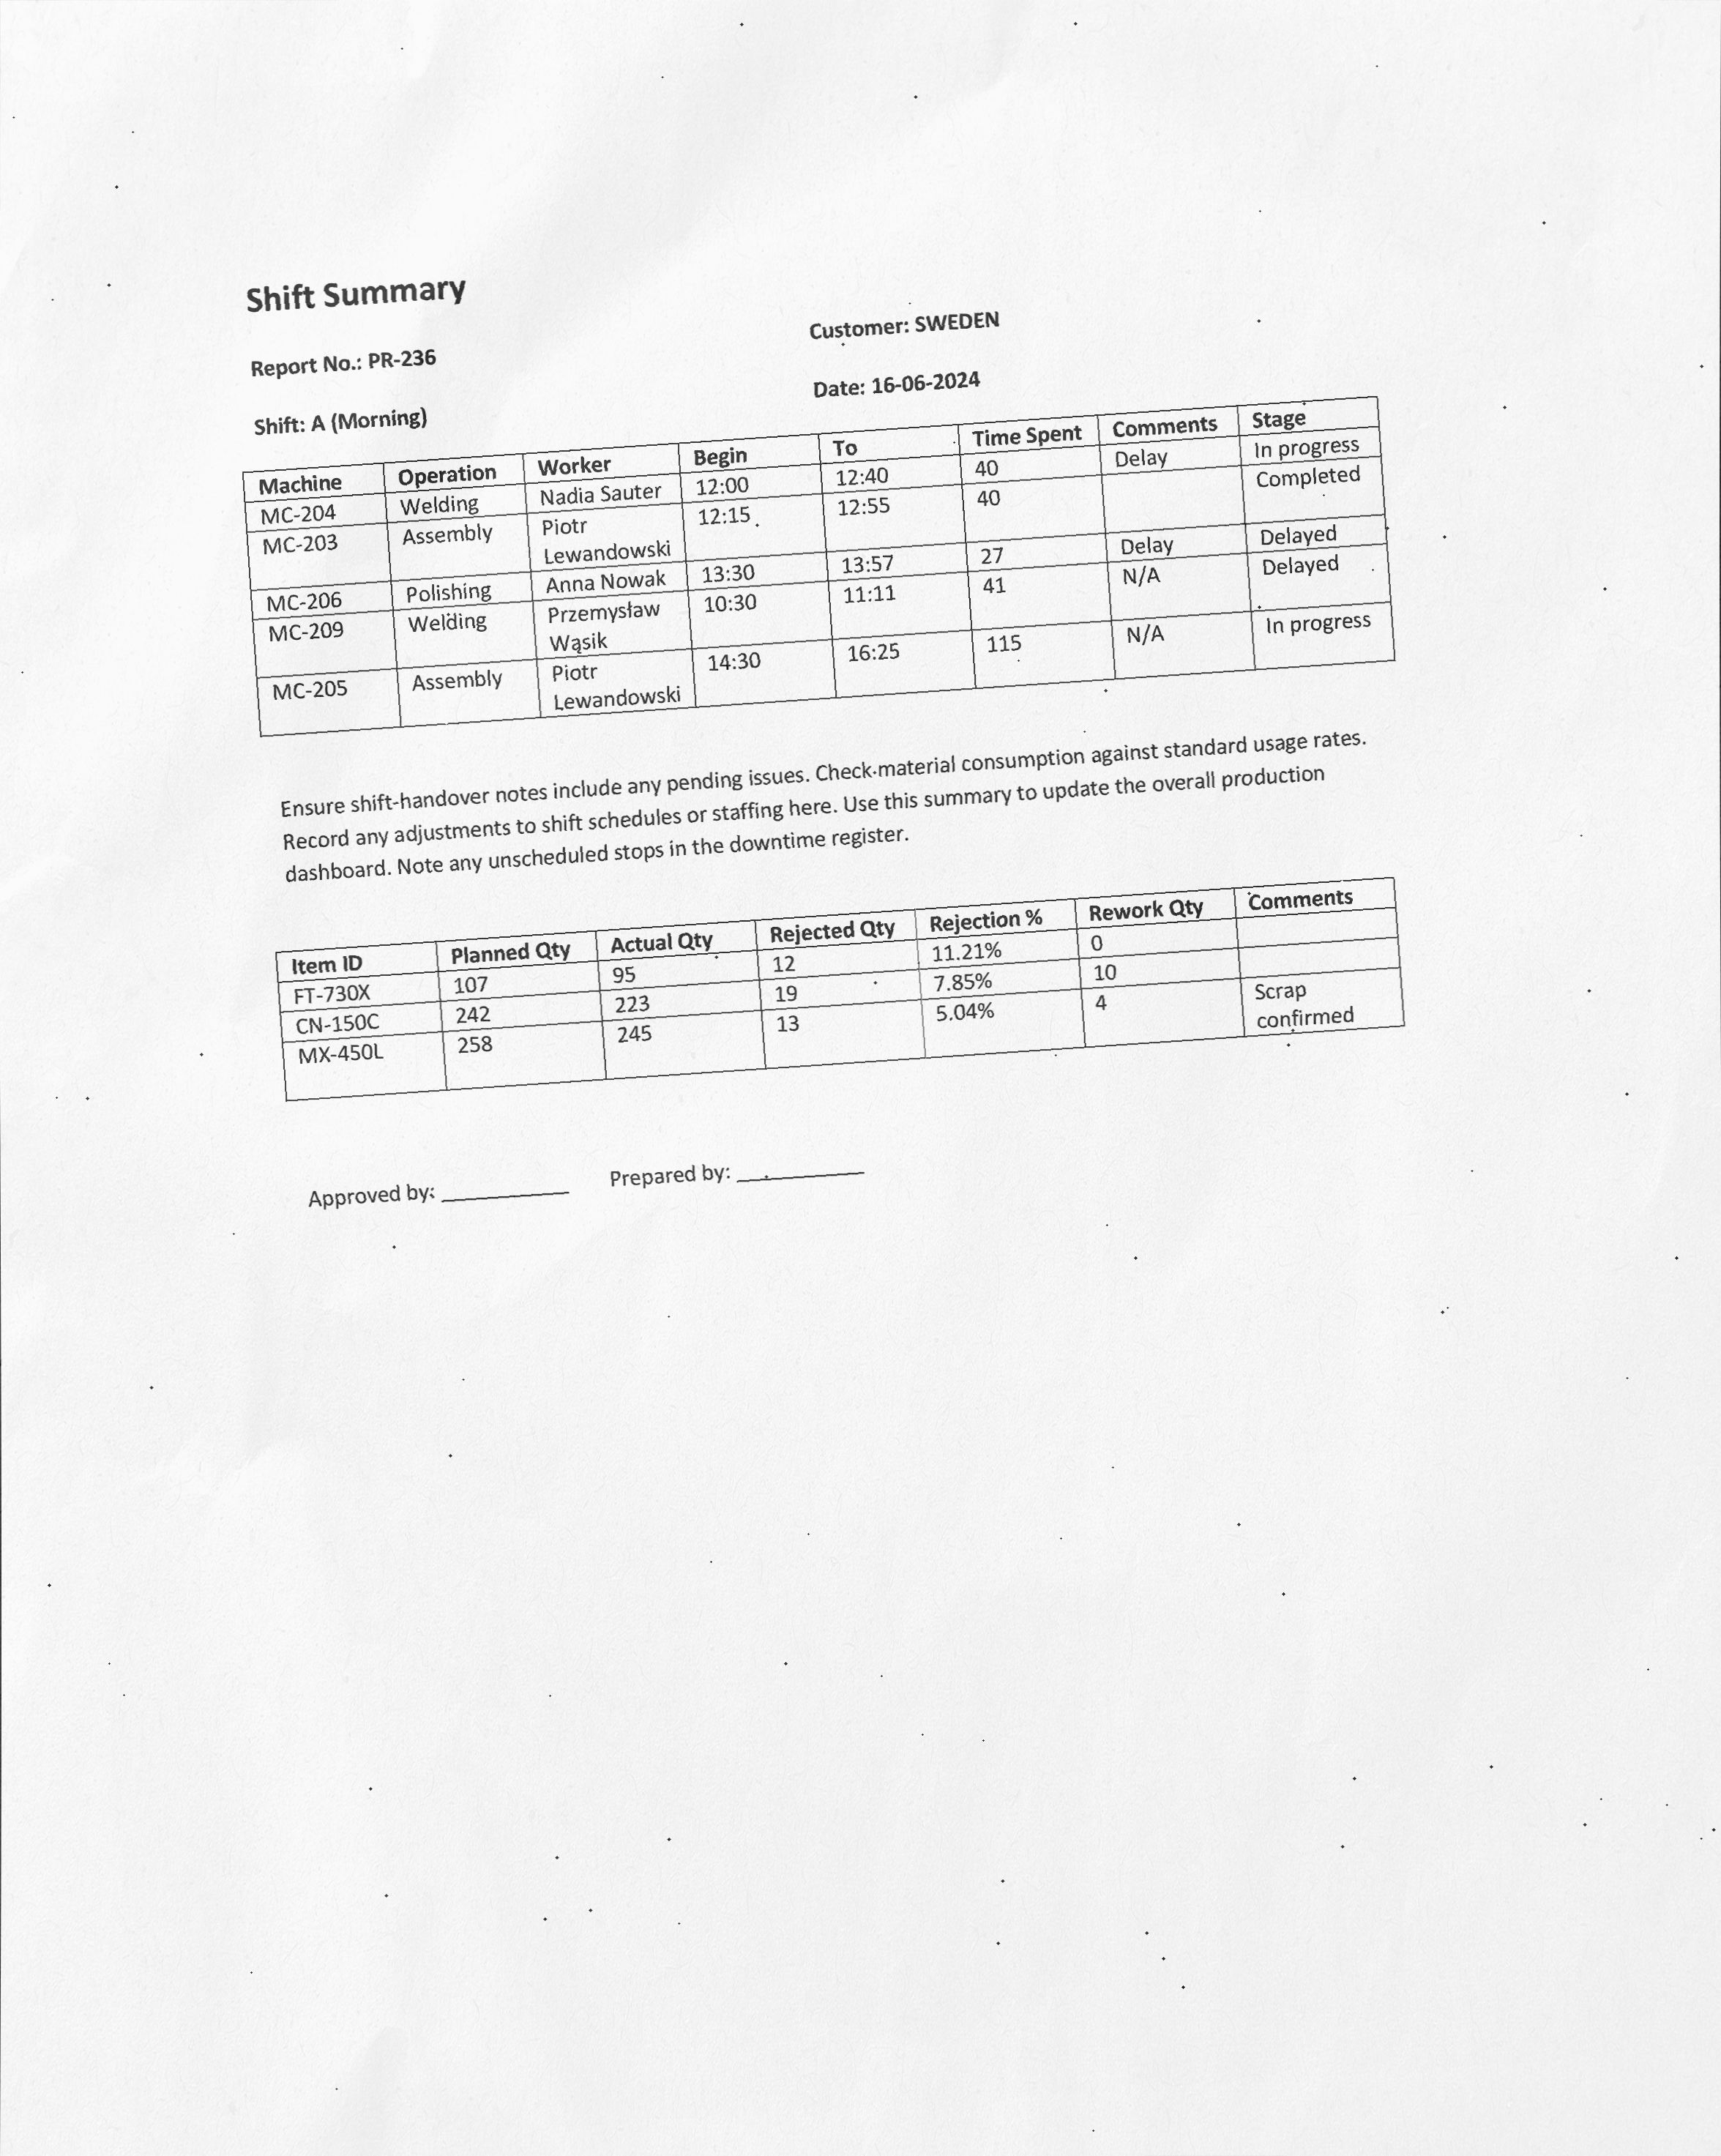 Shift Summary
Customer: SWEDEN
Report No.: PR-236
Date: 16-06-2024
Shift: A (Morning)
Machine Operation Worker Begin To Time Spent Comments Stage
MC-204 Welding Nadia Sauter 12:00 12:40 40 Delay In progress
MC-203 Assembly Piotr 12:15 12:55 40 Completed
Lewandowski
MC-206 Polishing Anna Nowak 13:30 13:57 27 Delay Delayed
MC-209 Welding Przemysław 10:30 11:11 41 N/A Delayed
Wąsik
MC-205 Assembly Piotr 14:30 16:25 115 N/A In progress
Lewandowski
Ensure shift-handover notes include any pending issues. Check material consumption against standard usage rates.
Record any adjustments to shift schedules or staffing here. Use this summary to update the overall production
dashboard. Note any unscheduled stops in the downtime register.
Item ID Planned Qty Actual Qty Rejected Qty Rejection % Rework Qty Comments
FT-730X 107 95 12 11.21% 0
CN-150C 242 223 19 7.85% 10
MX-450L 258 245 13 5.04% 4 Scrap
confirmed
Approved by: __________ Prepared by: __________